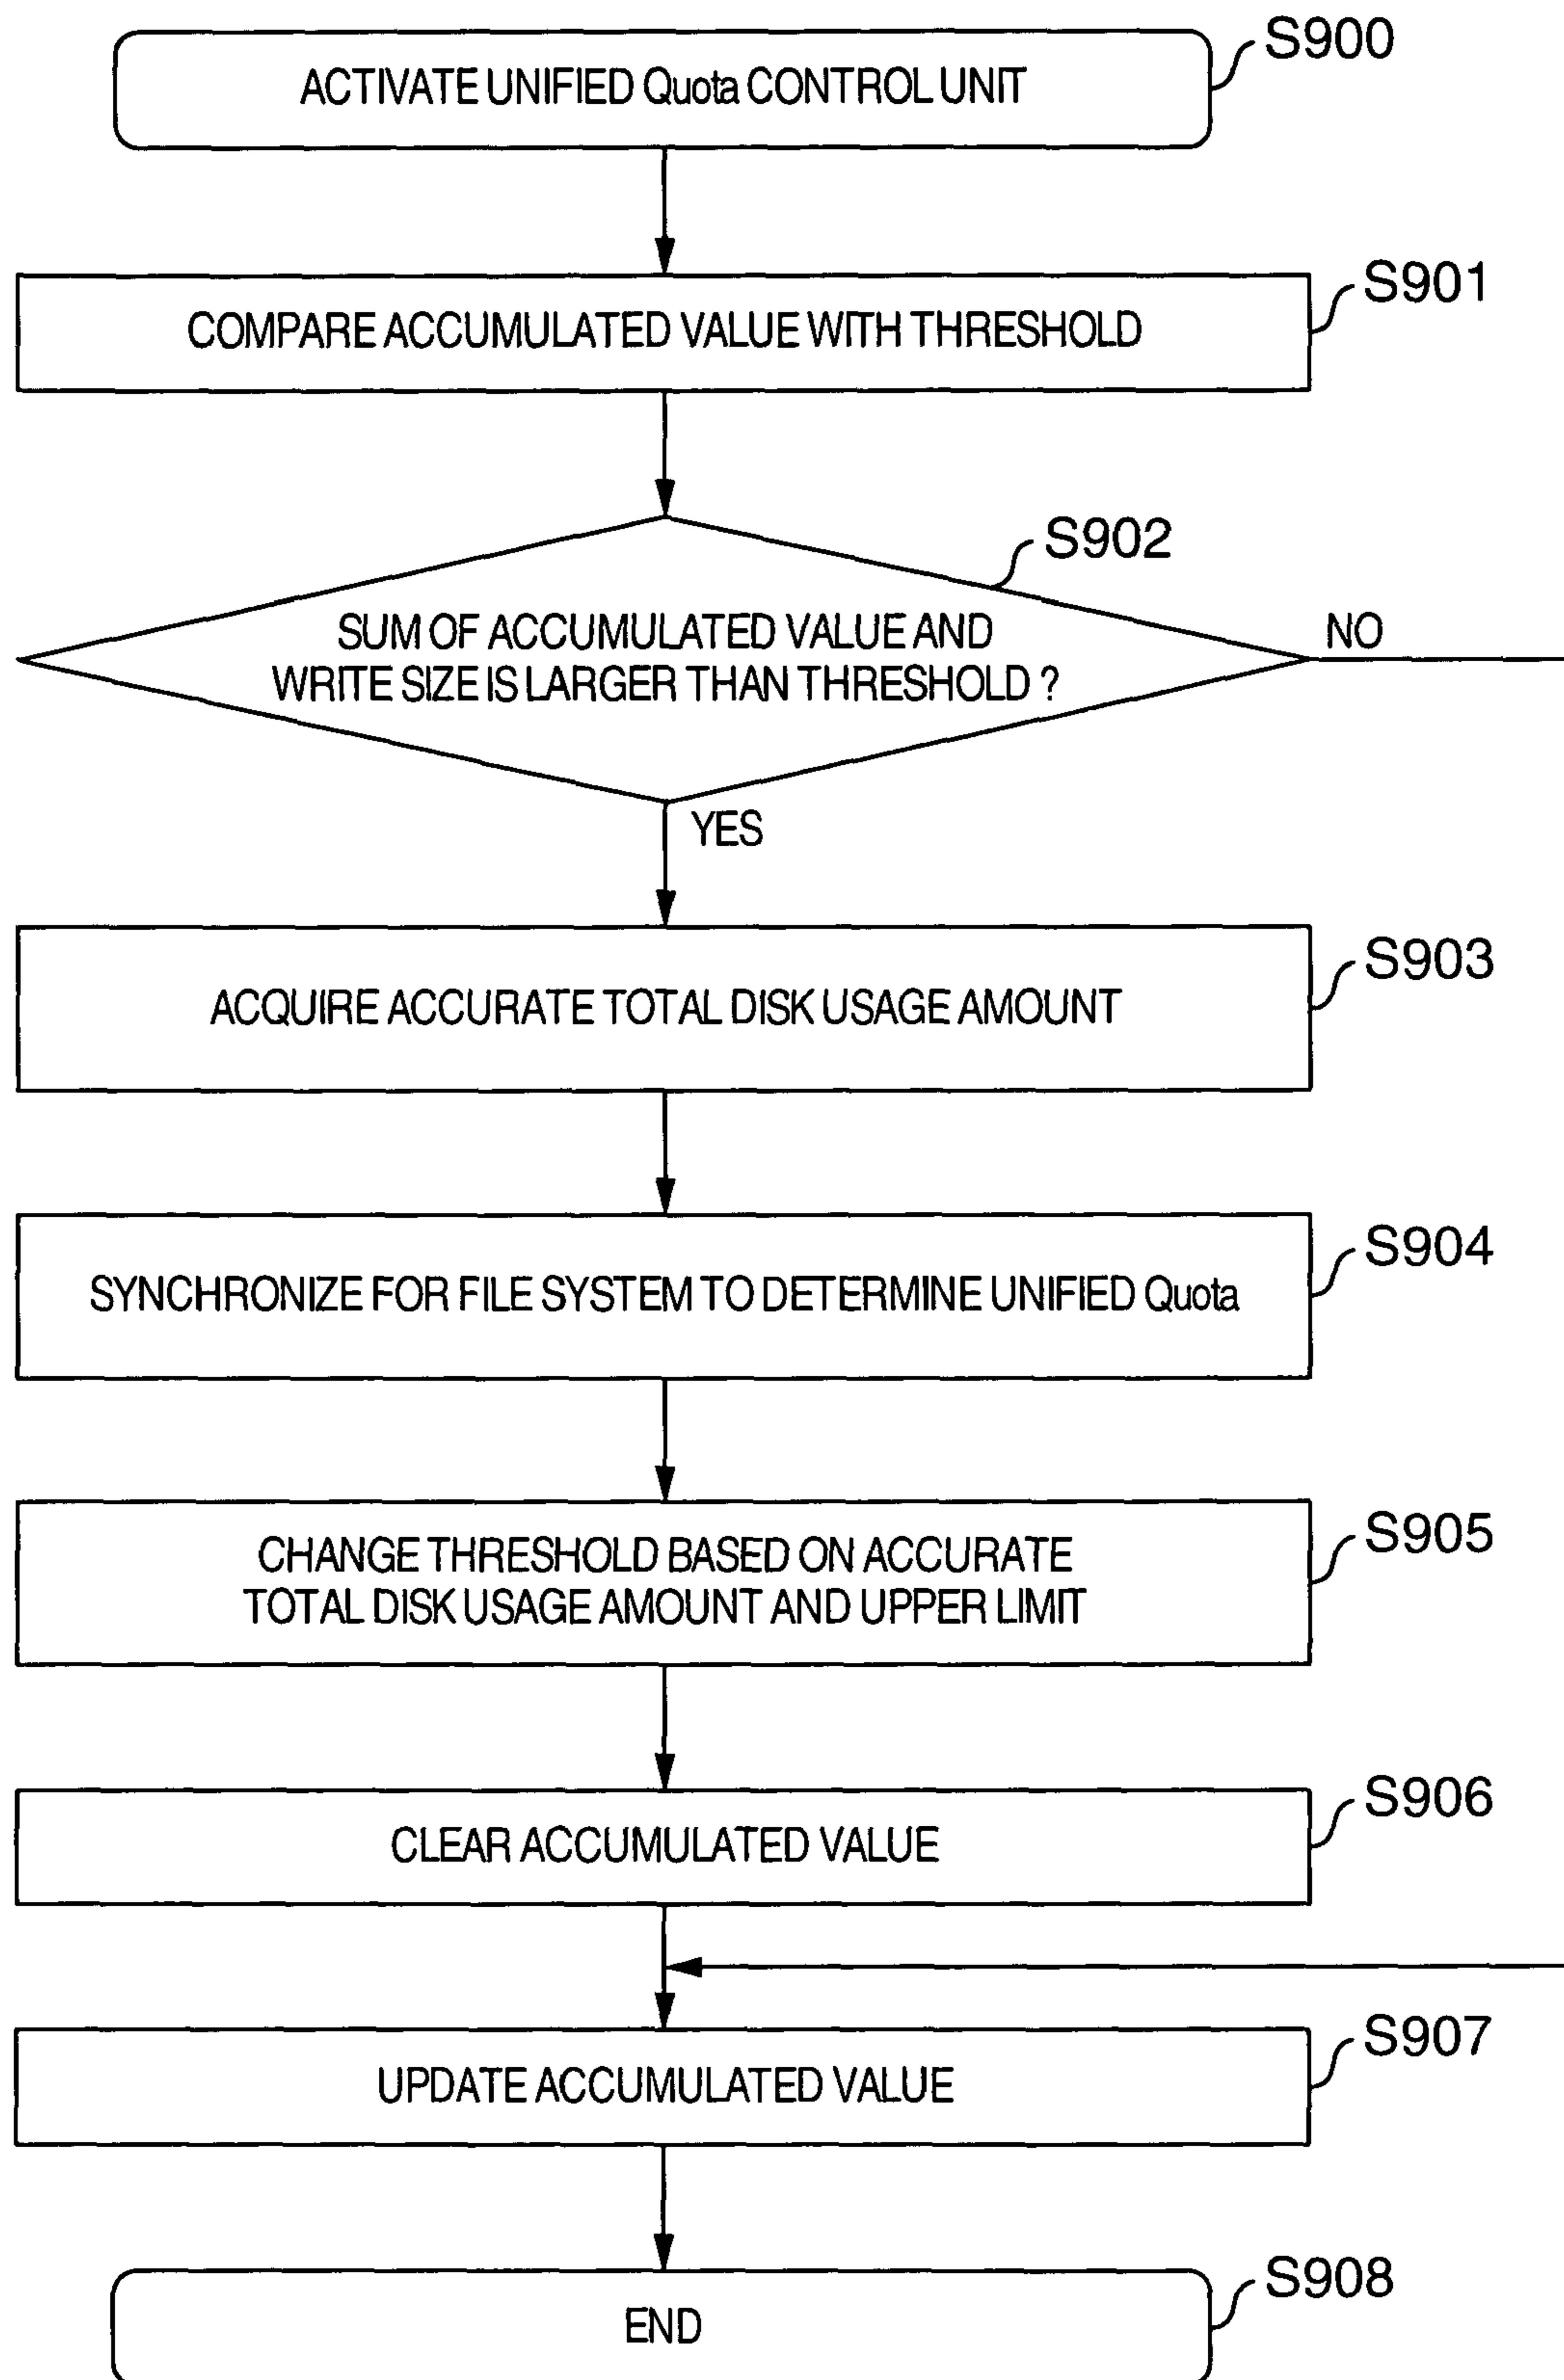 S900
ACTIVATE UNIFIED Quota CONTROL UNIT
S901
COMPARE ACCUMULATED VALUE WITH THRESHOLD
S902
SUM OF ACCUMULATED VALUE AND
WRITE SIZE IS LARGER THAN THRESHOLD ?
NO
YES
S903
ACQUIRE ACCURATE TOTAL DISK USAGE AMOUNT
S904
SYNCHRONIZE FOR FILE SYSTEM TO DETERMINE UNIFIED Quota
S905
CHANGE THRESHOLD BASED ON ACCURATE
TOTAL DISK USAGE AMOUNT AND UPPER LIMIT
S906
CLEAR ACCUMULATED VALUE
S907
UPDATE ACCUMULATED VALUE
S908
END